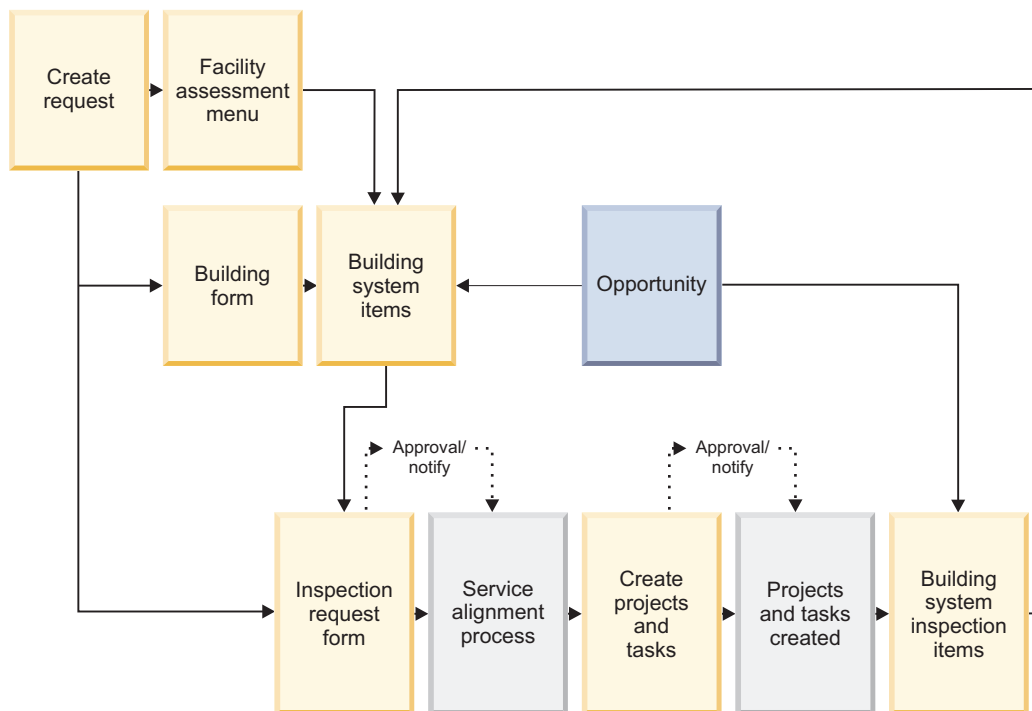 Create
request
Facility
assessment
menu
Building
form
Building
system
items
Opportunity
Approval/
notify
Approval/
notify
Inspection
request
form
Service
alignment
process
Create
projects
and
tasks
Projects
and tasks
created
Building
system
inspection
items